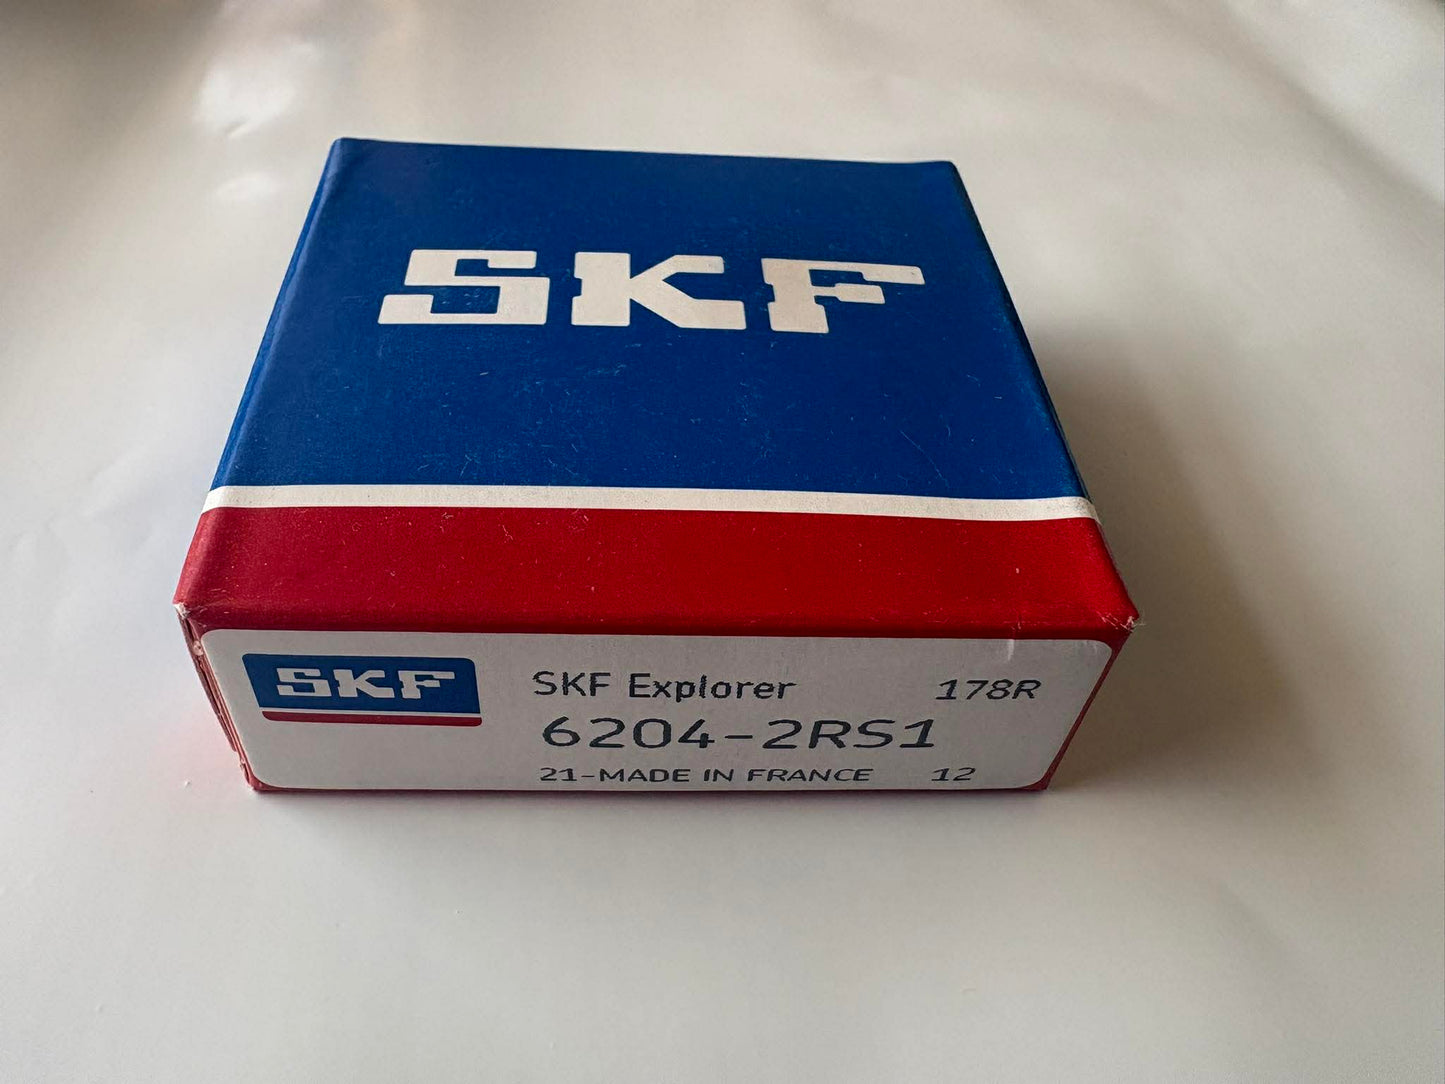 SKF
SKF
SKF Explorer 178R
6204-2RS1
21-MADE IN FRANCE 12